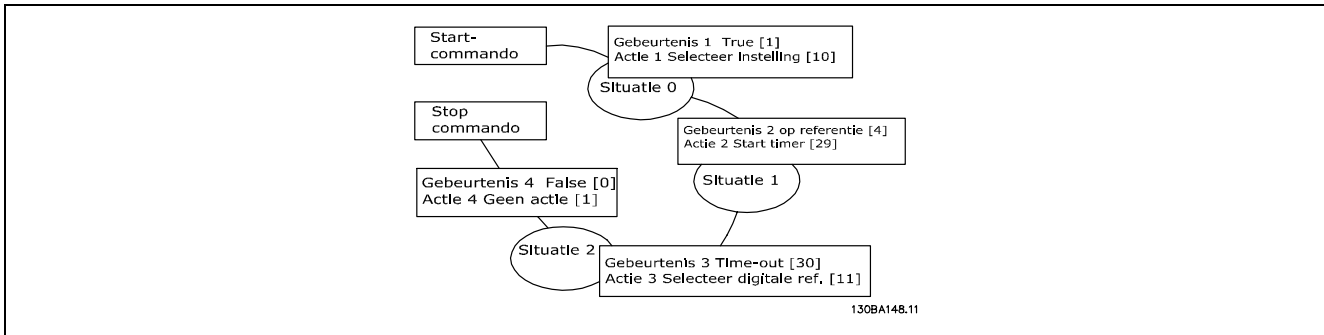 Start-
commando
Gebeurtenis 1 True [1]
Actie 1 Selecteer Instelling [10]
Situatie 0
Stop
commando
Gebeurtenis 2 op referentie [4]
Actie 2 Start timer [29]
Situatie 1
Gebeurtenis 4 False [0]
Actie 4 Geen actie [1]
Situatie 2
Gebeurtenis 3 Time-out [30]
Actie 3 Selecteer digitale ref. [11]
130BA148.11